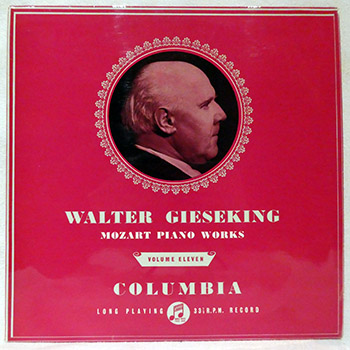 WALTER GIESEKING
MOZART PIANO WORKS
VOLUME ELEVEN
COLUMBIA
LONG PLAYING 33⅓ R.P.M. RECORD